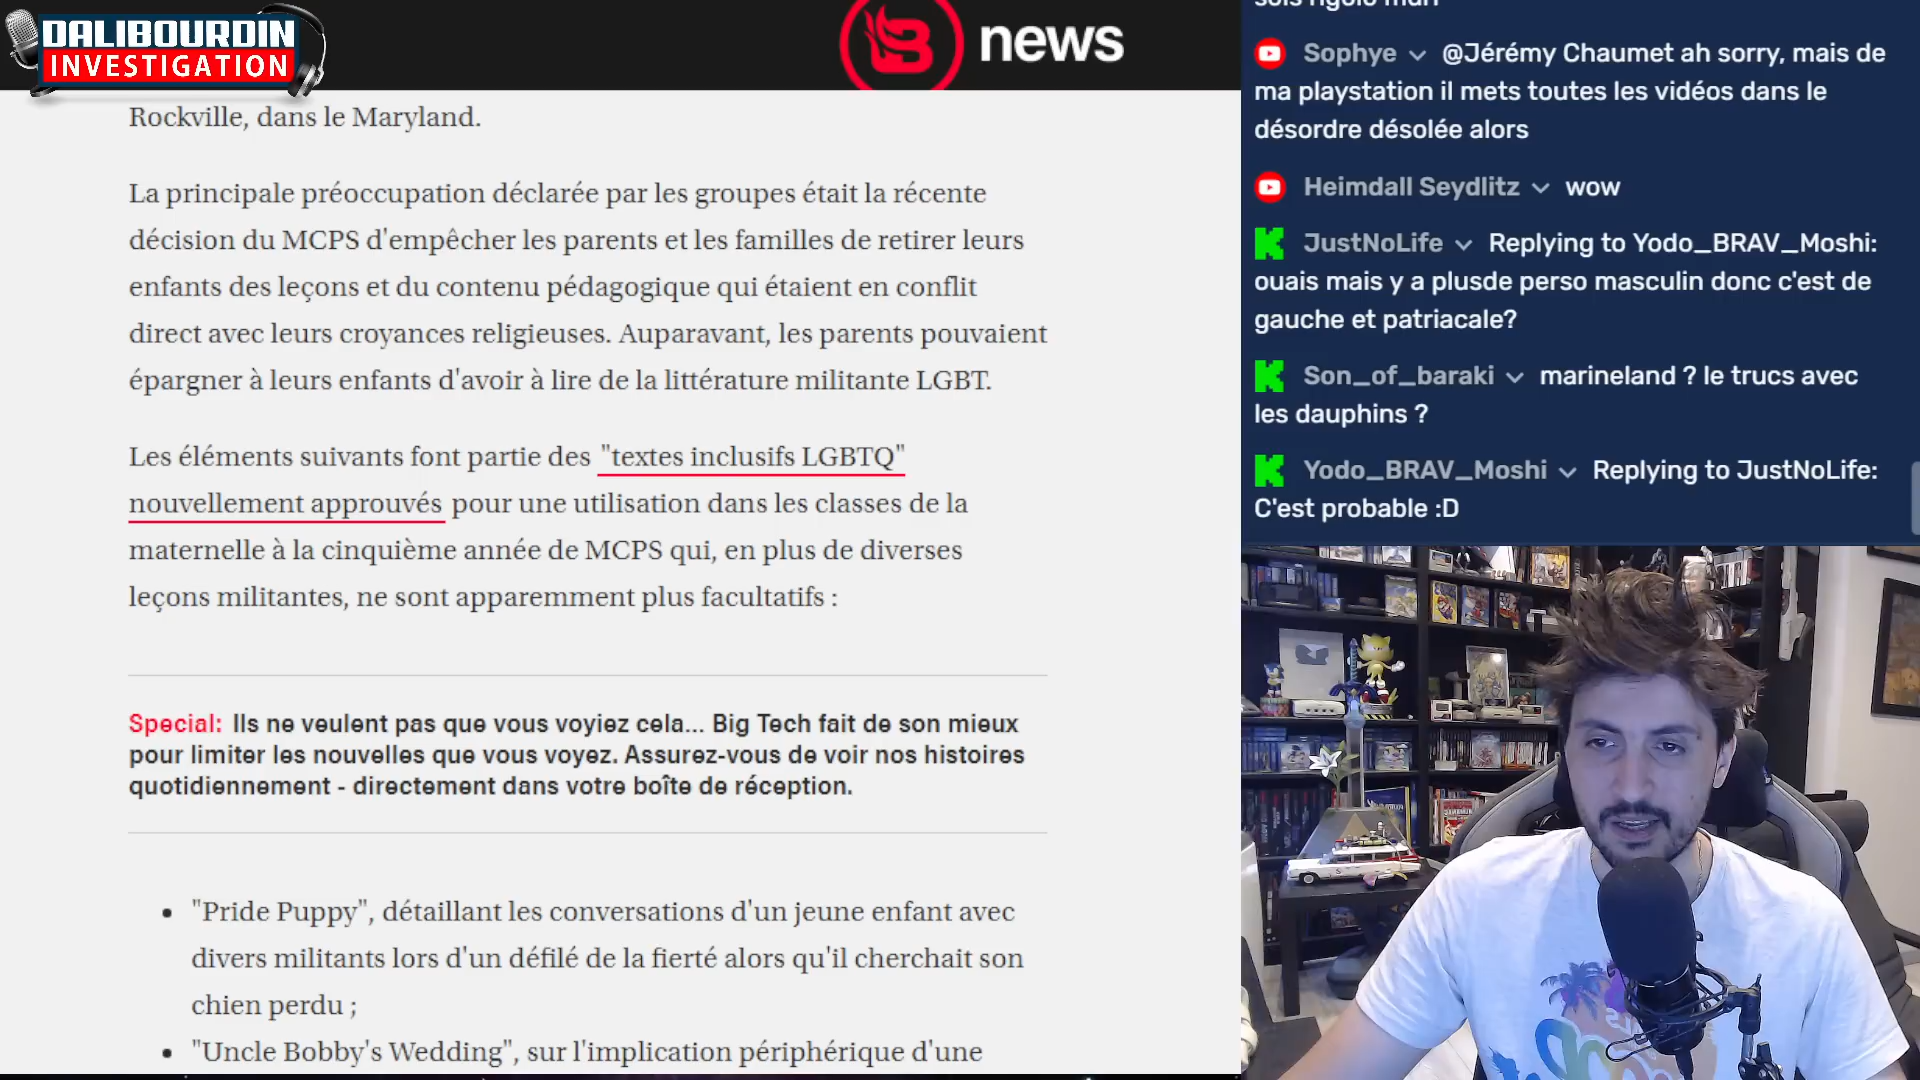 DALIBOURDIN
INVESTIGATION
news
Rockville, dans le Maryland.
La principale préoccupation déclarée par les groupes était la récente
décision du MCPS d'empêcher les parents et les familles de retirer leurs
enfants des leçons et du contenu pédagogique qui étaient en conflit
direct avec leurs croyances religieuses. Auparavant, les parents pouvaient
épargner à leurs enfants d'avoir à lire de la littérature militante LGBT.
Les éléments suivants font partie des "textes inclusifs LGBTQ"
nouvellement approuvés pour une utilisation dans les classes de la
maternelle à la cinquième année de MCPS qui, en plus de diverses
leçons militantes, ne sont apparemment plus facultatifs :
Special: Ils ne veulent pas que vous voyiez cela... Big Tech fait de son mieux
pour limiter les nouvelles que vous voyez. Assurez-vous de voir nos histoires
quotidiennement - directement dans votre boîte de réception.
• "Pride Puppy", détaillant les conversations d'un jeune enfant avec
divers militants lors d'un défilé de la fierté alors qu'il cherchait son
chien perdu ;
• "Uncle Bobby's Wedding", sur l'implication périphérique d'une
Sophye @Jérémy Chaumet ah sorry, mais de
ma playstation il mets toutes les vidéos dans le
désordre désolée alors
Heimdall Seydlitz wow
JustNoLife Replying to Yodo_BRAV_Moshi:
ouais mais y a plusde perso masculin donc c'est de
gauche et patriacale?
Son_of_baraki marineland ? le trucs avec
les dauphins ?
Yodo_BRAV_Moshi Replying to JustNoLife:
C'est probable :D